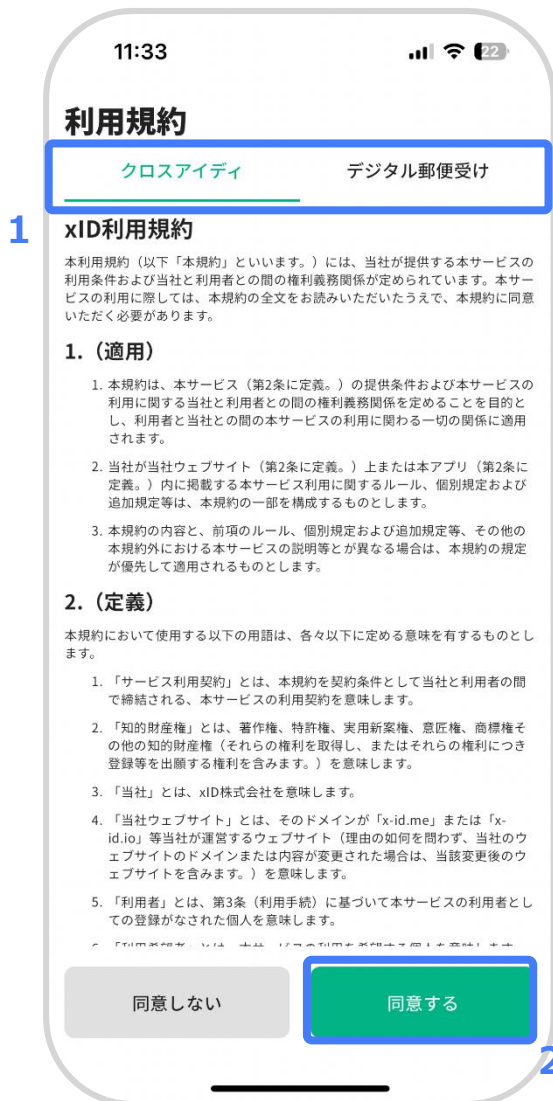 11:33
22
利用規約
クロスアイディ
デジタル郵便受け
1
xID利用規約
本利用規約（以下「本規約」といいます。）には、当社が提供する本サービスの
利用条件および当社と利用者との間の権利義務関係が定められています。本サー
ビスの利用に際しては、本規約の全文をお読みいただいたうえで、本規約に同意
いただく必要があります。
1.（適用）
1. 本規約は、本サービス（第2条に定義。）の提供条件および本サービスの
利用に関する当社と利用者との間の権利義務関係を定めることを目的と
し、利用者と当社との間の本サービスの利用に関わる一切の関係に適用
されます。
2. 当社が当社ウェブサイト（第2条に定義。）上または本アプリ（第2条に
定義。）内に掲載する本サービス利用に関するルール、個別規定および
追加規定等は、本規約の一部を構成するものとします。
3. 本規約の内容と、前項のルール、個別規定および追加規定等、その他の
本規約外における本サービスの説明等とが異なる場合は、本規約の規定
が優先して適用されるものとします。
2.（定義）
本規約において使用する以下の用語は、各々以下に定める意味を有するものとし
ます。
1. 「サービス利用契約」とは、本規約を契約条件として当社と利用者の間
で締結される、本サービスの利用契約を意味します。
2. 「知的財産権」とは、著作権、特許権、実用新案権、意匠権、商標権そ
の他の知的財産権（それらの権利を取得し、またはそれらの権利につき
登録等を出願する権利を含みます。）を意味します。
3. 「当社」とは、xID株式会社を意味します。
4. 「当社ウェブサイト」とは、そのドメインが「x-id.me」または「x-
id.io」等当社が運営するウェブサイト（理由の如何を問わず、当社のウ
ェブサイトのドメインまたは内容が変更された場合は、当該変更後のウ
ェブサイトを含みます。）を意味します。
5. 「利用者」とは、第3条（利用手続）に基づいて本サービスの利用者とし
ての登録がなされた個人を意味します。
同意しない
同意する
2